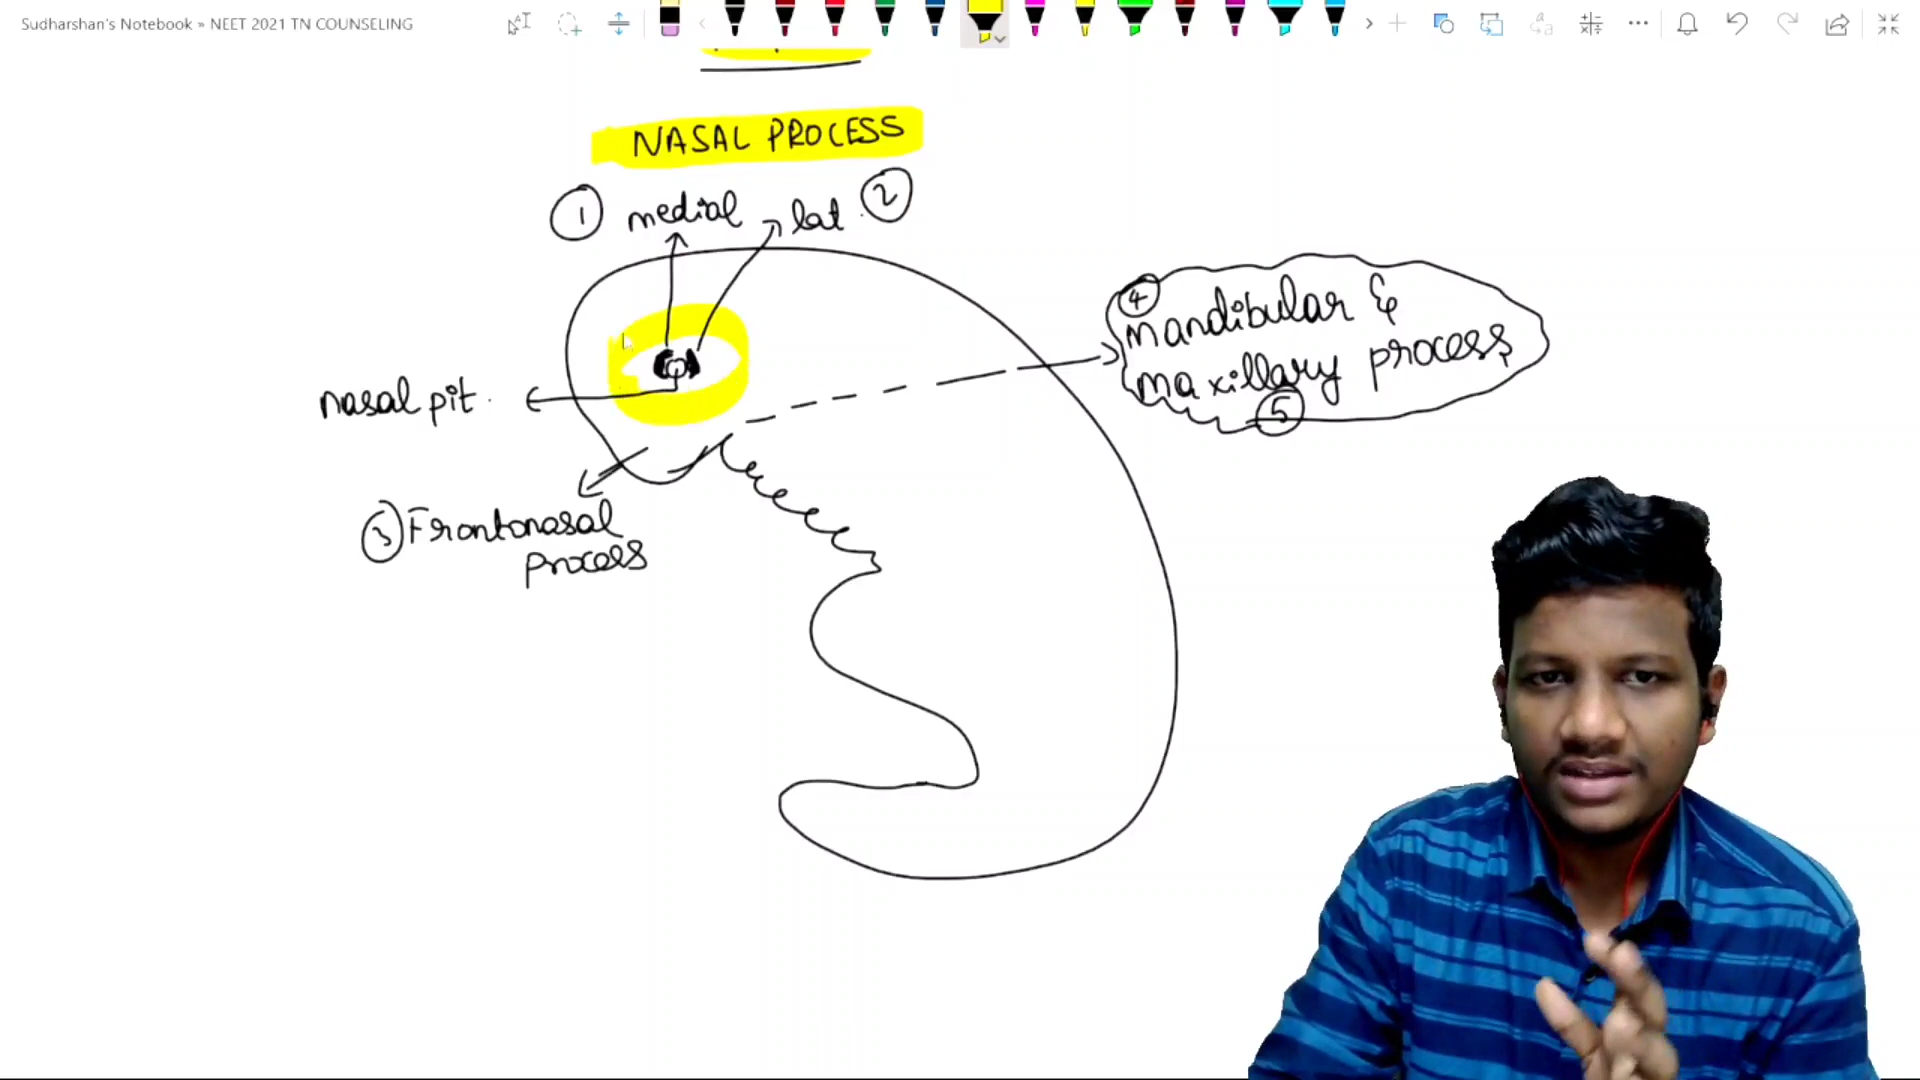 Sudharshan's Notebook » NEET 2021 TN COUNSELING
NASAL PROCESS
1 medial lat. 2
4
Mandibular &
maxillary process
5
nasal pit.
3 Frontonasal
process